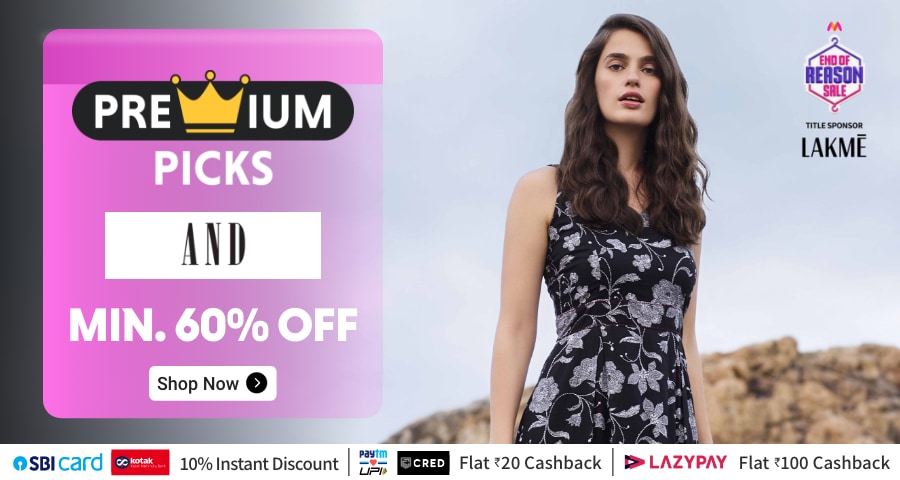 PREMIUM
PICKS
AND
MIN. 60% OFF
Shop Now
END OF
REASON
SALE
TITLE SPONSOR
LAKMĒ
SBI card
kotak
10% Instant Discount
paytm
UPI
CRED
Flat ₹20 Cashback
LAZYPAY
Flat ₹100 Cashback